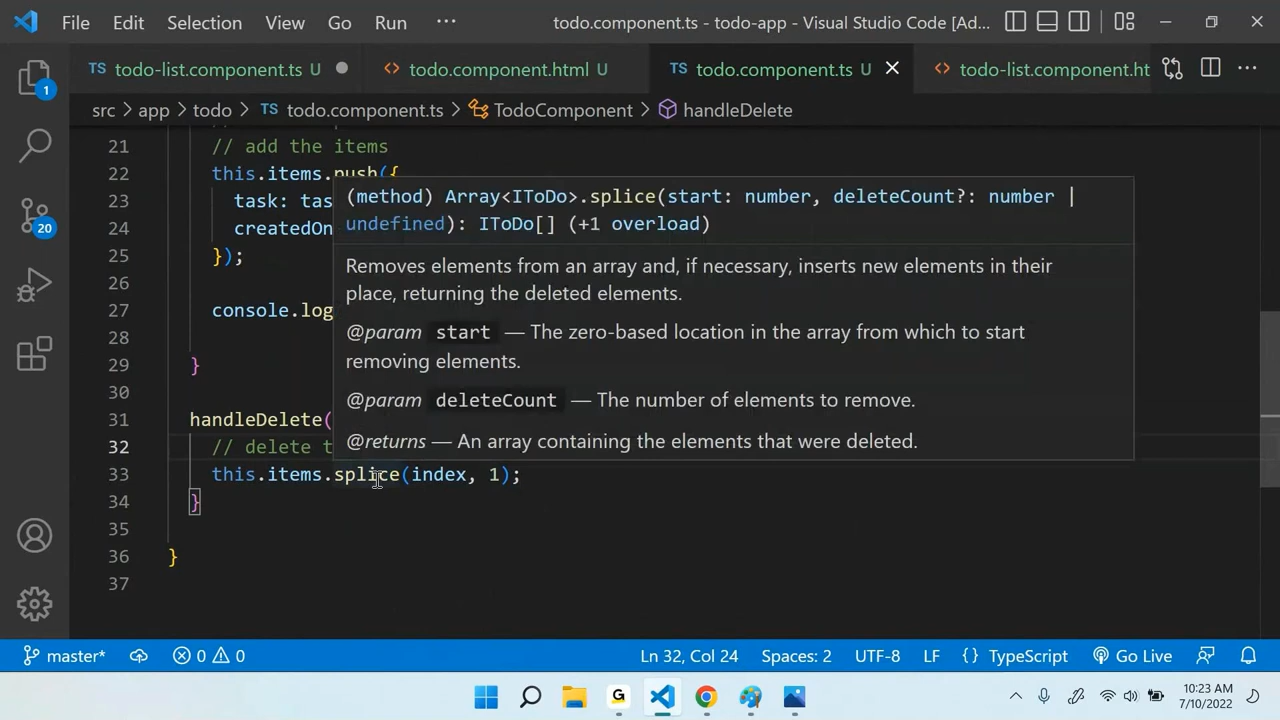 File Edit Selection View Go Run ··· todo.component.ts - todo-app - Visual Studio Code [Ad...
TS todo-list.component.ts U ● <> todo.component.html U TS todo.component.ts U <> todo-list.component.ht ···
src > app > todo > TS todo.component.ts > TodoComponent > handleDelete
1
20
21 // add the items
22 this.items.push({
23 task: tas
24 createdOn
25 });
26
27 console.log
28
29 }
30
31 handleDelete(
32 // delete t
33 this.items.splice(index, 1);
34 }
35
36 }
37
(method) Array<IToDo>.splice(start: number, deleteCount?: number |
undefined): IToDo[] (+1 overload)
Removes elements from an array and, if necessary, inserts new elements in their
place, returning the deleted elements.
@param start — The zero-based location in the array from which to start
removing elements.
@param deleteCount — The number of elements to remove.
@returns — An array containing the elements that were deleted.
master* 0 0 Ln 32, Col 24 Spaces: 2 UTF-8 LF {} TypeScript Go Live
G
10:23 AM
7/10/2022